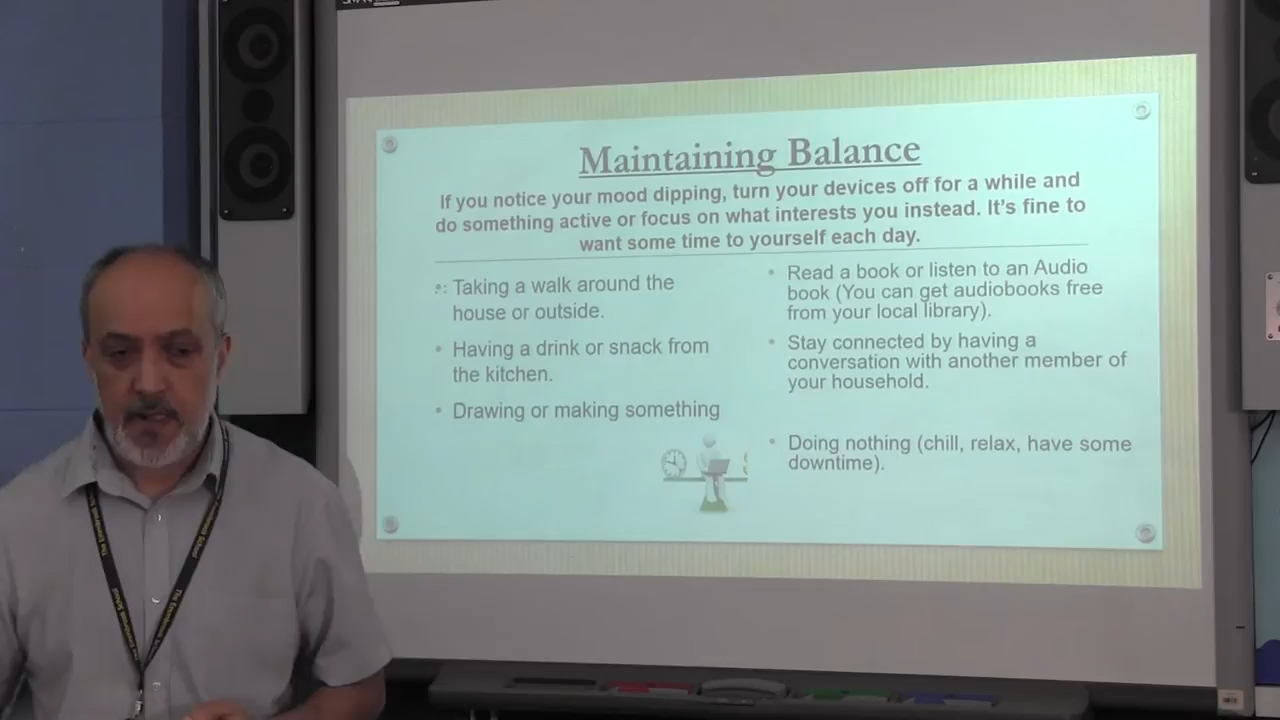 Maintaining Balance
If you notice your mood dipping, turn your devices off for a while and
do something active or focus on what interests you instead. It's fine to
want some time to yourself each day.
Taking a walk around the
house or outside.
• Having a drink or snack from
the kitchen.
• Drawing or making something
• Read a book or listen to an Audio
book (You can get audiobooks free
from your local library).
• Stay connected by having a
conversation with another member of
your household.
• Doing nothing (chill, relax, have some
downtime).